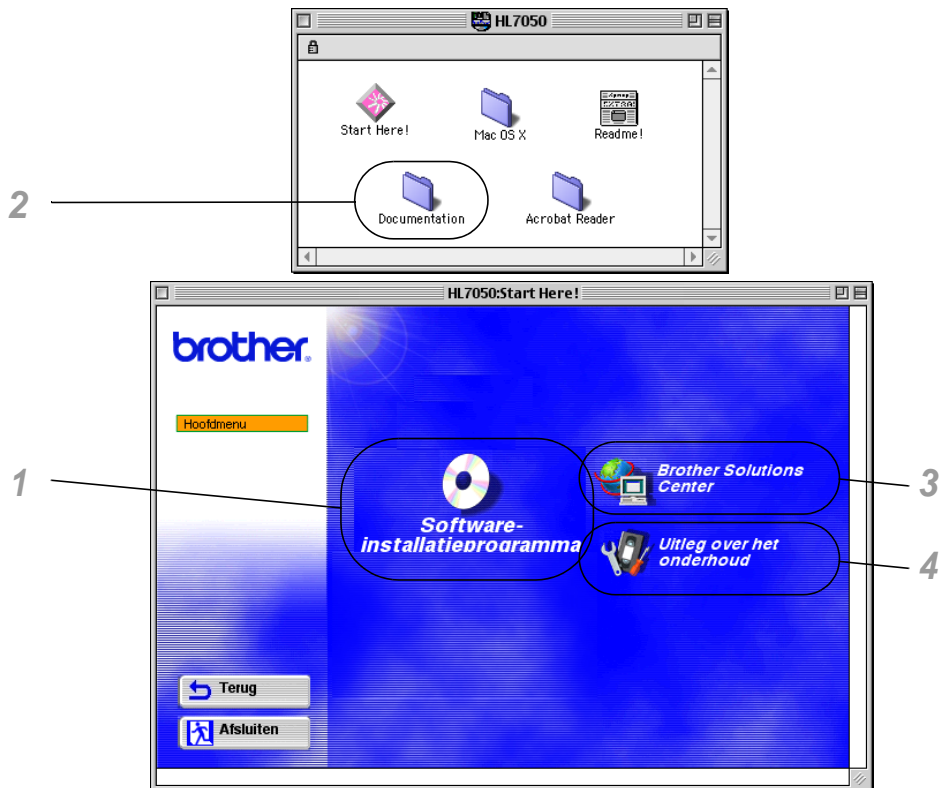 HL7050
Start Here!
Mac OS X
Readme!
2
Documentation
Acrobat Reader
HL7050:Start Here!
brother.
Hoofdmenu
1
Software-
installatieprogramma
Brother Solutions
Center
3
Uitleg over het
onderhoud
4
Terug
Afsluiten